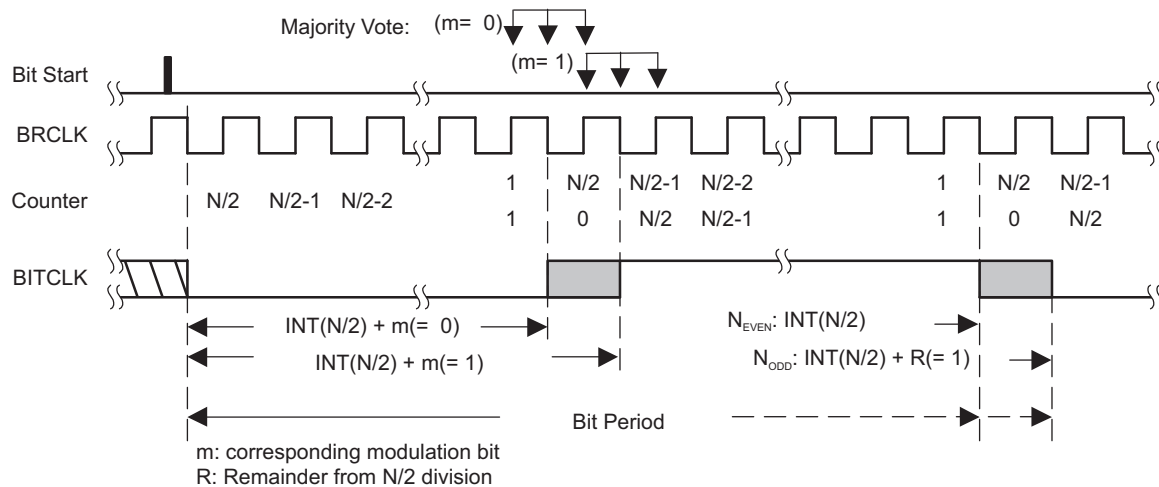 Majority Vote: (m= 0)
(m= 1)
Bit Start
BRCLK
Counter
N/2 N/2-1 N/2-2 1 N/2 N/2-1 N/2-2 1 N/2 N/2-1
1 0 N/2 N/2-1 1 0 N/2
BITCLK
INT(N/2) + m(= 0)
NEVEN: INT(N/2)
INT(N/2) + m(= 1)
NODD: INT(N/2) + R(= 1)
Bit Period
m: corresponding modulation bit
R: Remainder from N/2 division